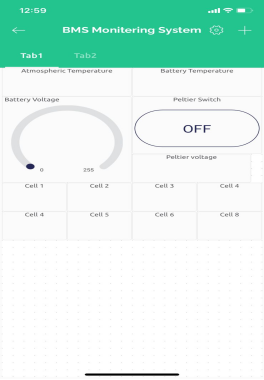 12:59
BMS Monitering System
Tab1 Tab2
Atmospheric Temperature Battery Temperature
Battery Voltage Peltier Switch
OFF
0 255
Peltier voltage
Cell 1 Cell 2 Cell 3 Cell 4
Cell 4 Cell 5 Cell 6 Cell 8